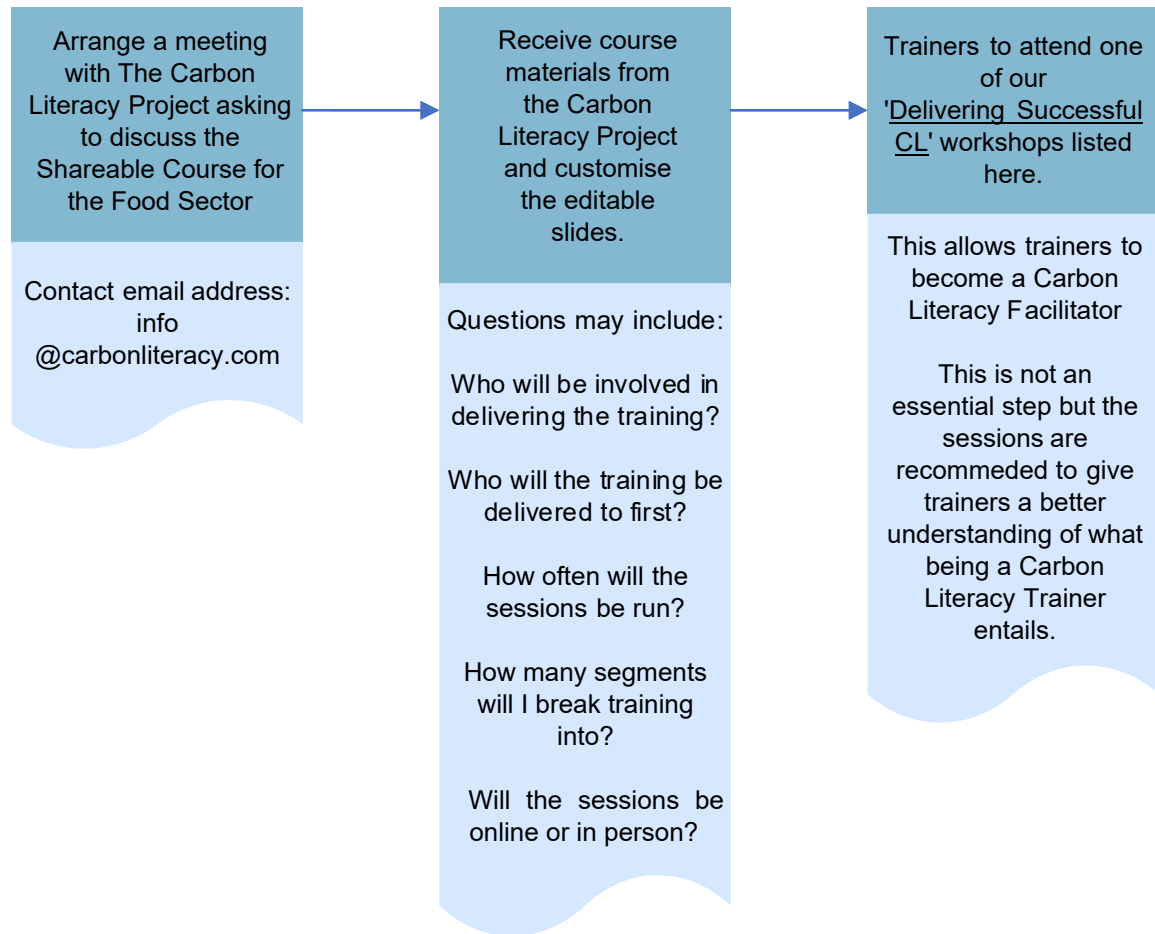 Arrange a meeting
with The Carbon
Literacy Project asking
to discuss the
Shareable Course for
the Food Sector
Contact email address:
info
@carbonliteracy.com
Receive course
materials from
the Carbon
Literacy Project
and customise
the editable
slides.
Questions may include:
Who will be involved in
delivering the training?
Who will the training be
delivered to first?
How often will the
sessions be run?
How many segments
will I break training
into?
Will the sessions be
online or in person?
Trainers to attend one
of our
'Delivering Successful
CL' workshops listed
here.
This allows trainers to
become a Carbon
Literacy Facilitator
This is not an
essential step but the
sessions are
recommeded to give
trainers a better
understanding of what
being a Carbon
Literacy Trainer
entails.